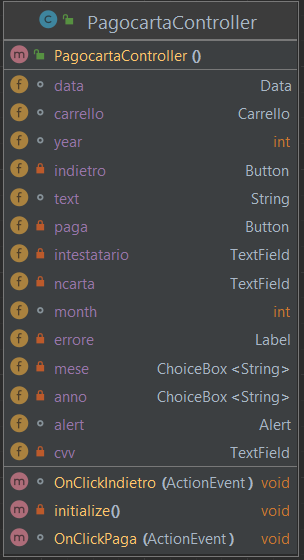 PagocartaController
PagocartaController ()
data Data
carrello Carrello
year int
indietro Button
text String
paga Button
intestatario TextField
ncarta TextField
month int
errore Label
mese ChoiceBox <String>
anno ChoiceBox <String>
alert Alert
cvv TextField
OnClickIndietro (ActionEvent) void
initialize() void
OnClickPaga (ActionEvent) void